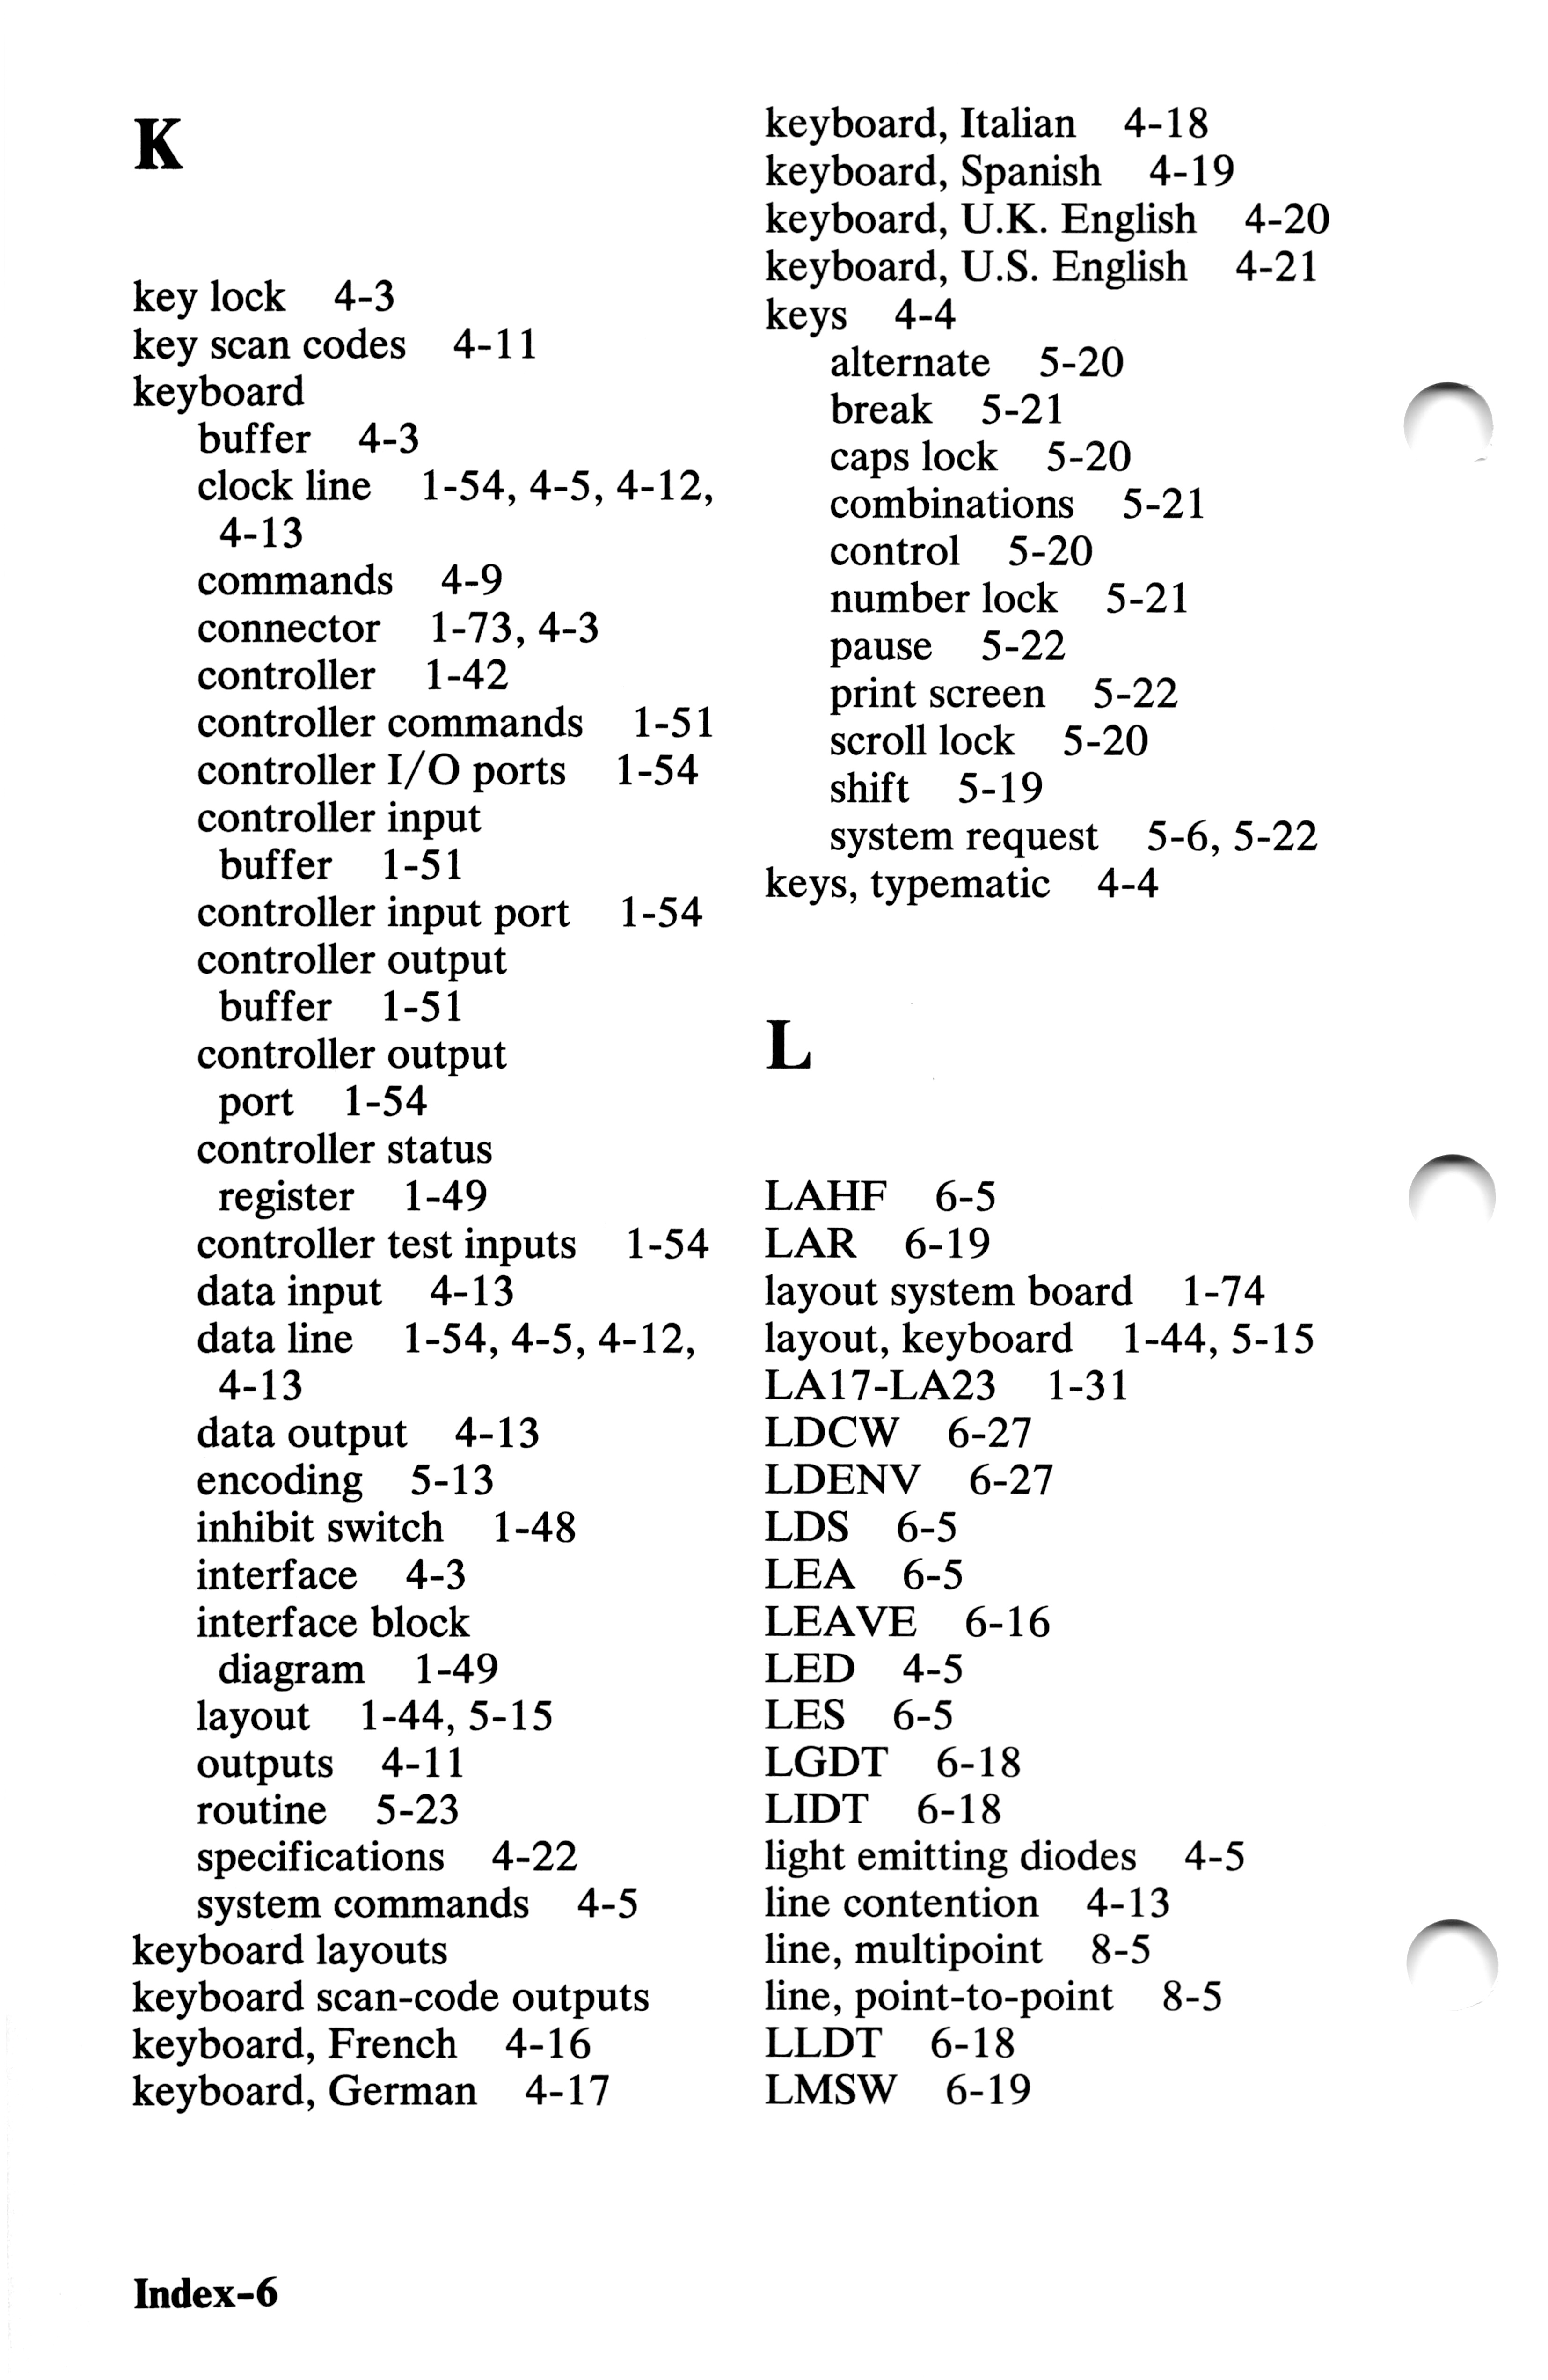 K
key lock 4-3
key scan codes 4-11
keyboard
buffer 4-3
clock line 1-54, 4-5, 4-12,
4-13
commands 4-9
connector 1-73, 4-3
controller 1-42
controller commands 1-51
controller I/O ports 1-54
controller input
buffer 1-51
controller input port 1-54
controller output
buffer 1-51
controller output
port 1-54
controller status
register 1-49
controller test inputs 1-54
data input 4-13
data line 1-54, 4-5, 4-12,
4-13
data output 4-13
encoding 5-13
inhibit switch 1-48
interface 4-3
interface block
diagram 1-49
layout 1-44, 5-15
outputs 4-11
routine 5-23
specifications 4-22
system commands 4-5
keyboard layouts
keyboard scan-code outputs
keyboard, French 4-16
keyboard, German 4-17
keyboard, Italian 4-18
keyboard, Spanish 4-19
keyboard, U.K. English 4-20
keyboard, U.S. English 4-21
keys 4-4
alternate 5-20
break 5-21
caps lock 5-20
combinations 5-21
control 5-20
number lock 5-21
pause 5-22
print screen 5-22
scroll lock 5-20
shift 5-19
system request 5-6, 5-22
keys, typematic 4-4
L
LAHF 6-5
LAR 6-19
layout system board 1-74
layout, keyboard 1-44, 5-15
LA17-LA23 1-31
LDCW 6-27
LDENV 6-27
LDS 6-5
LEA 6-5
LEAVE 6-16
LED 4-5
LES 6-5
LGDT 6-18
LIDT 6-18
light emitting diodes 4-5
line contention 4-13
line, multipoint 8-5
line, point-to-point 8-5
LLDT 6-18
LMSW 6-19
Index-6